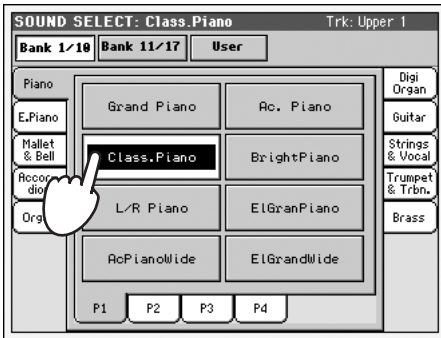 SOUND SELECT: Class.Piano Trk: Upper 1
Bank 1/10 Bank 11/17 User
Piano
E.Piano
Mallet
& Bell
Grand Piano Ac. Piano
Class.Piano BrightPiano
L/R Piano ElGranPiano
AcPianoWide ElGrandWide
Digi
Organ
Guitar
Strings
& Vocal
Trumpet
& Trbn.
Brass
P1 P2 P3 P4